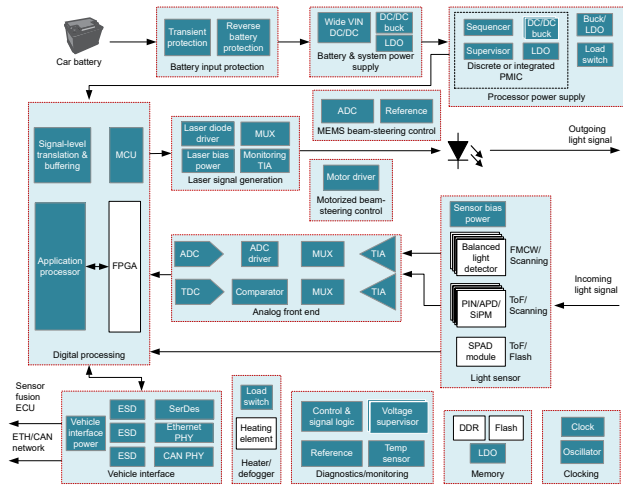 Car battery
Transient
protection
Reverse
battery
protection
Battery input protection
Wide VIN
DC/DC
DC/DC
buck
LDO
Battery & system power
supply
Sequencer
DC/DC
buck
Supervisor
LDO
Discrete or integrated
PMIC
Buck/
LDO
Load
switch
Processor power supply
Signal-level
translation &
buffering
MCU
Application
processor
FPGA
Digital processing
Laser diode
driver
MUX
Laser bias
power
Monitoring
TIA
Laser signal generation
ADC
Reference
MEMS beam-steering control
Motor driver
Motorized beam-
steering control
Outgoing
light signal
ADC
ADC
driver
MUX
TIA
TDC
Comparator
MUX
TIA
Analog front end
Sensor bias
power
Balanced
light
detector
FMCW/
Scanning
PIN/APD/
SiPM
ToF/
Scanning
SPAD
module
ToF/
Flash
Light sensor
Incoming
light signal
Sensor
fusion
ECU
ETH/CAN
network
Vehicle
interface
power
ESD
SerDes
ESD
Ethernet
PHY
ESD
CAN PHY
Vehicle interface
Load
switch
Heating
element
Heater/
defogger
Control &
signal logic
Voltage
supervisor
Reference
Temp
sensor
Diagnostics/monitoring
DDR
Flash
LDO
Memory
Clock
Oscillator
Clocking